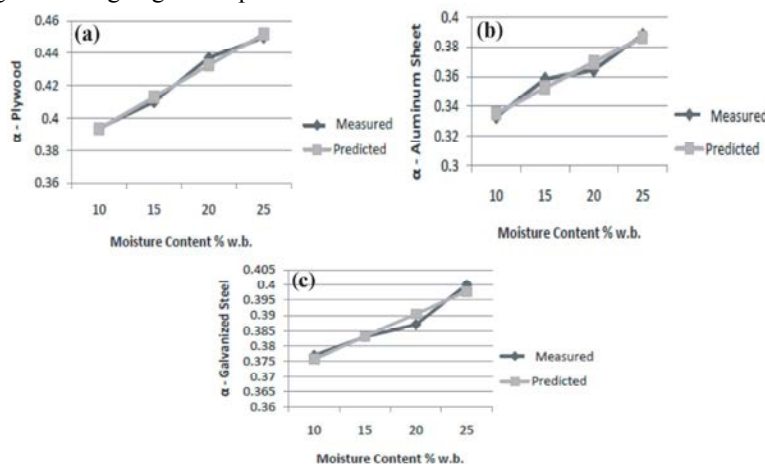 (a)
0.46
0.44
0.42
0.4
0.38
0.36
α - Plywood
10 15 20 25
Moisture Content % w.b.
Measured
Predicted
(b)
0.4
0.38
0.36
0.34
0.32
0.3
α - Aluminum Sheet
10 15 20 25
Moisture Content % w.b.
Measured
Predicted
(c)
0.405
0.4
0.395
0.39
0.385
0.38
0.375
0.37
0.365
0.36
α - Galvanized Steel
10 15 20 25
Moisture Content % w.b.
Measured
Predicted